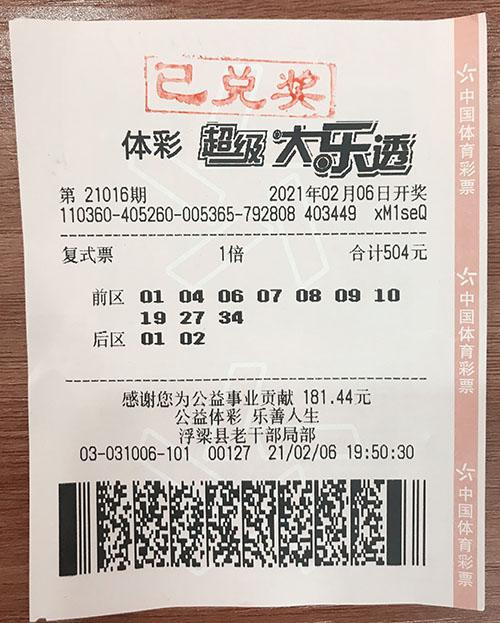 已兑奖
体彩 超级大乐透
第 21016期 2021年02月06日开奖
110360-405260-005365-792808 403449 xM1seQ
复式票 1倍 合计504元
前区 01 04 06 07 08 09 10
19 27 34
后区 01 02
感谢您为公益事业贡献 181.44元
公益体彩 乐善人生
浮梁县老干部局部
03-031006-101 00127 21/02/06 19:50:30
中国体育彩票
中国体育彩票
中国体育彩票